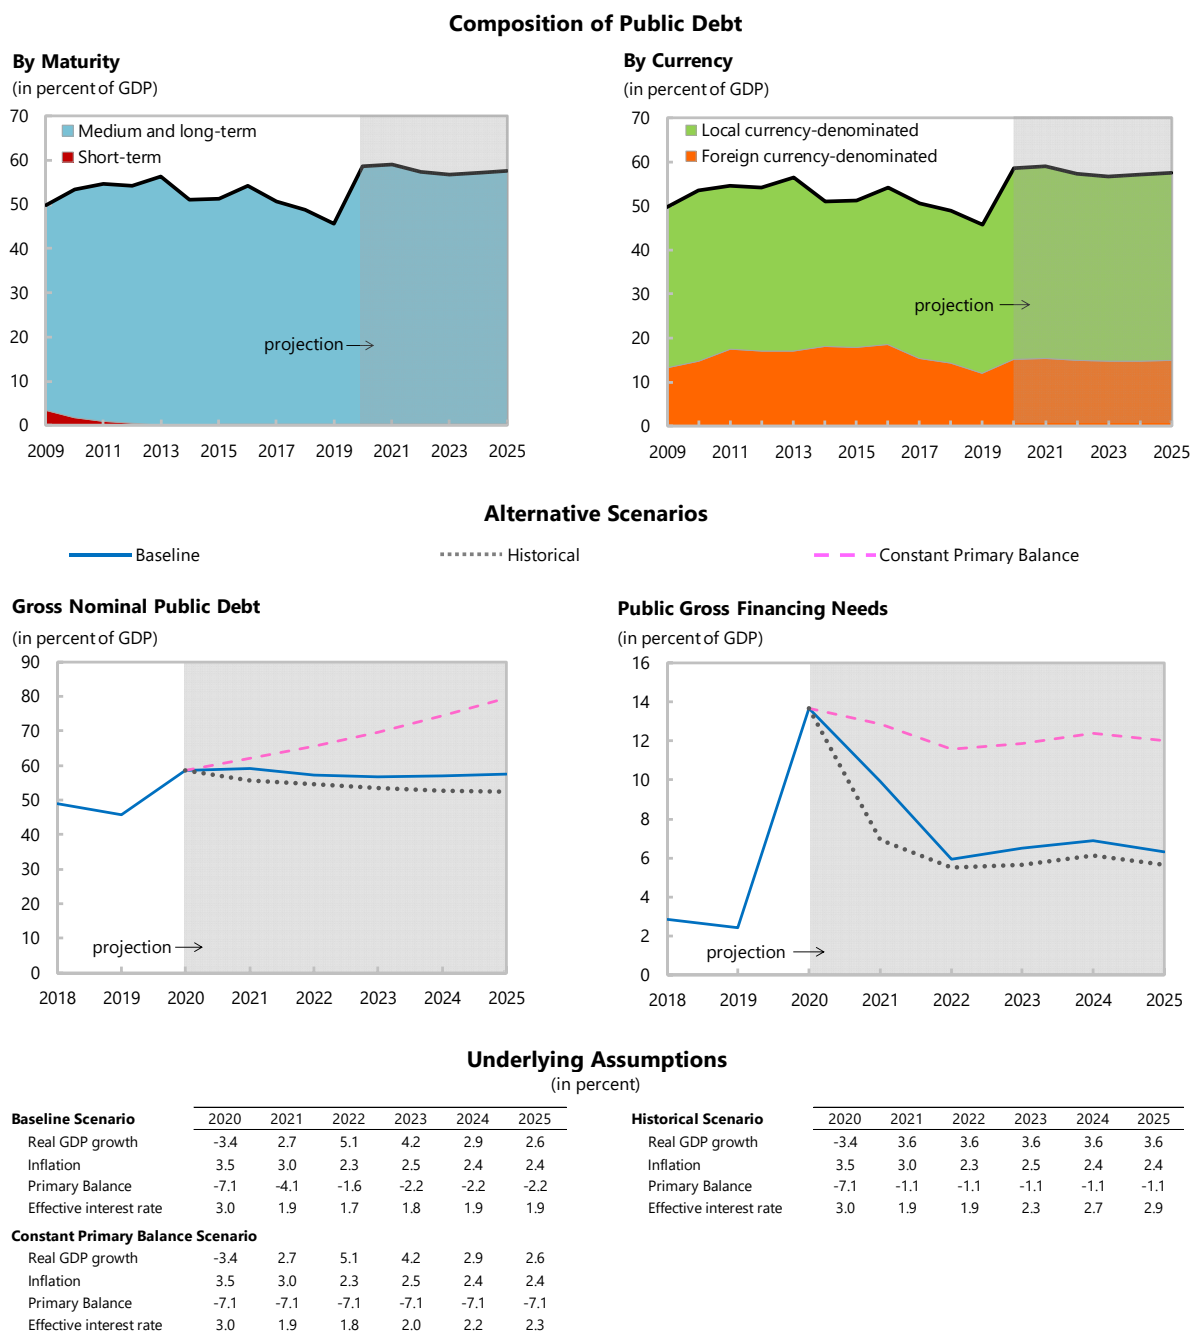 Composition of Public Debt
By Maturity
(in percent of GDP)
70
60
50
40
30
20
10
0
Medium and long-term
Short-term
projection
2009 2011 2013 2015 2017 2019 2021 2023 2025
By Currency
(in percent of GDP)
70
60
50
40
30
20
10
0
Local currency-denominated
Foreign currency-denominated
projection
2009 2011 2013 2015 2017 2019 2021 2023 2025
Alternative Scenarios
Baseline Historical Constant Primary Balance
Gross Nominal Public Debt
(in percent of GDP)
90
80
70
60
50
40
30
20
10
0
projection
2018 2019 2020 2021 2022 2023 2024 2025
Public Gross Financing Needs
(in percent of GDP)
16
14
12
10
8
6
4
2
0
projection
2018 2019 2020 2021 2022 2023 2024 2025
Underlying Assumptions
(in percent)
Baseline Scenario 2020 2021 2022 2023 2024 2025
Real GDP growth -3.4 2.7 5.1 4.2 2.9 2.6
Inflation 3.5 3.0 2.3 2.5 2.4 2.4
Primary Balance -7.1 -4.1 -1.6 -2.2 -2.2 -2.2
Effective interest rate 3.0 1.9 1.7 1.8 1.9 1.9
Constant Primary Balance Scenario
Real GDP growth -3.4 2.7 5.1 4.2 2.9 2.6
Inflation 3.5 3.0 2.3 2.5 2.4 2.4
Primary Balance -7.1 -7.1 -7.1 -7.1 -7.1 -7.1
Effective interest rate 3.0 1.9 1.8 2.0 2.2 2.3
Historical Scenario 2020 2021 2022 2023 2024 2025
Real GDP growth -3.4 3.6 3.6 3.6 3.6 3.6
Inflation 3.5 3.0 2.3 2.5 2.4 2.4
Primary Balance -7.1 -1.1 -1.1 -1.1 -1.1 -1.1
Effective interest rate 3.0 1.9 1.9 2.3 2.7 2.9